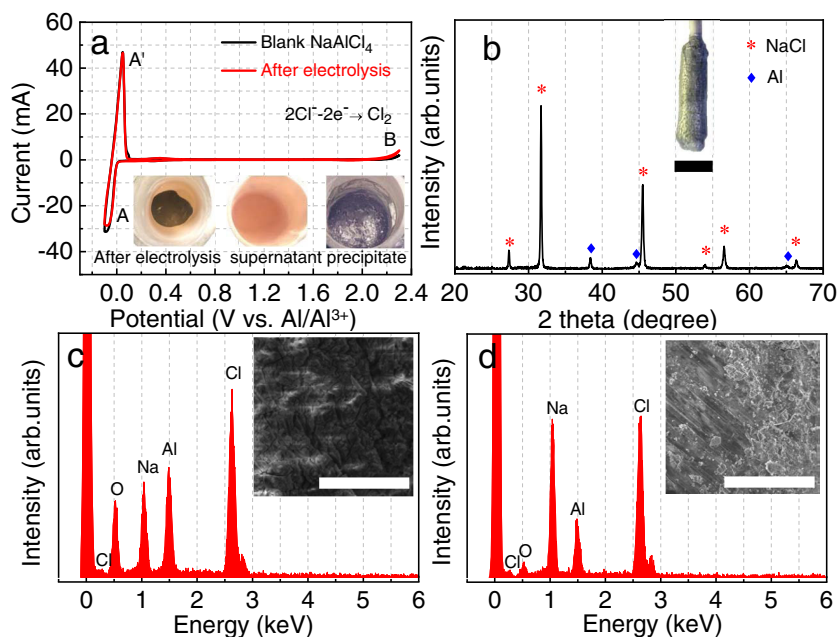 a
Blank NaAlCl₄
After electrolysis
A'
2Cl⁻-2e⁻→ Cl₂
B
A
After electrolysis
supernatant
precipitate
60
40
20
0
-20
-40
-60
Current (mA)
0.0 0.4 0.8 1.2 1.6 2.0 2.4
Potential (V vs. Al/Al³⁺)
b
* NaCl
Al
Intensity (arb.units)
20 30 40 50 60 70
2 theta (degree)
c
Cl
O
Na
Al
Cl
Intensity (arb.units)
0 1 2 3 4 5 6
Energy (keV)
d
Cl
O
Na
Al
Cl
Intensity (arb.units)
0 1 2 3 4 5 6
Energy (keV)